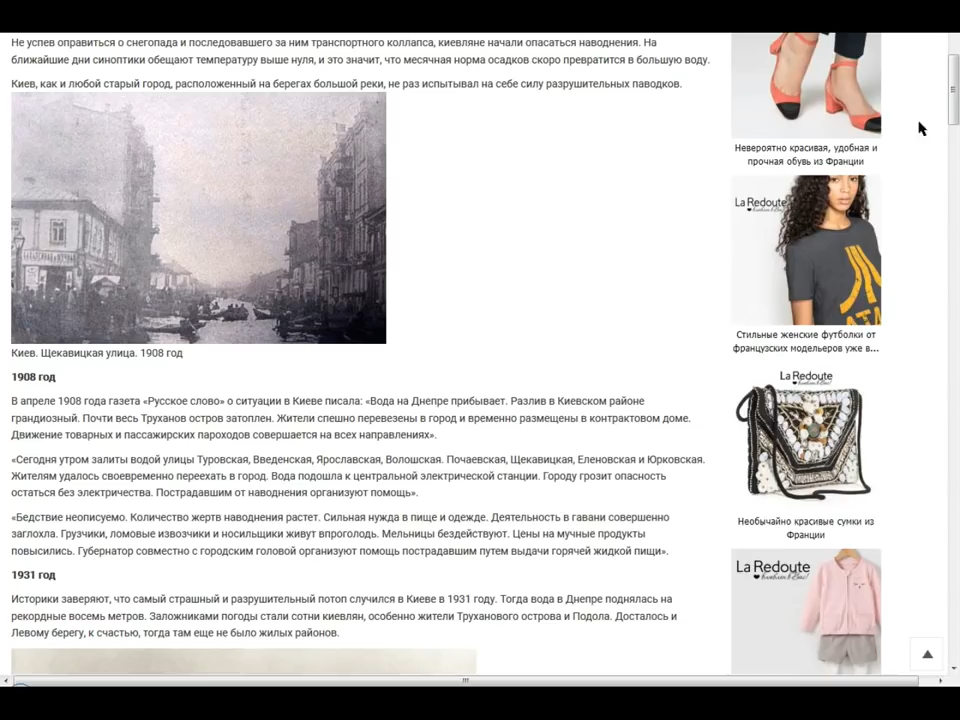 Не успев оправиться о снегопада и последовавшего за ним транспортного коллапса, киевляне начали опасаться наводнения. На
ближайшие дни синоптики обещают температуру выше нуля, и это значит, что месячная норма осадков скоро превратится в большую воду.
Киев, как и любой старый город, расположенный на берегах большой реки, не раз испытывал на себе силу разрушительных паводков.
Киев. Щекавицкая улица. 1908 год
1908 год
В апреле 1908 года газета «Русское слово» о ситуации в Киеве писала: «Вода на Днепре прибывает. Разлив в Киевском районе
грандиозный. Почти весь Труханов остров затоплен. Жители спешно перевезены в город и временно размещены в контрактовом доме.
Движение товарных и пассажирских пароходов совершается на всех направлениях».
«Сегодня утром залиты водой улицы Туровская, Введенская, Ярославская, Волошская. Почаевская, Щекавицкая, Еленовская и Юрковская.
Жителям удалось своевременно переехать в город. Вода подошла к центральной электрической станции. Городу грозит опасность
остаться без электричества. Пострадавшим от наводнения организуют помощь».
«Бедствие неописуемо. Количество жертв наводнения растет. Сильная нужда в пище и одежде. Деятельность в гавани совершенно
заглохла. Грузчики, ломовые извозчики и носильщики живут впроголодь. Мельницы бездействуют. Цены на мучные продукты
повысились. Губернатор совместно с городским головой организуют помощь пострадавшим путем выдачи горячей жидкой пищи».
1931 год
Историки заверяют, что самый страшный и разрушительный потоп случился в Киеве в 1931 году. Тогда вода в Днепре поднялась на
рекордные восемь метров. Заложниками погоды стали сотни киевлян, особенно жители Труханового острова и Подола. Досталось и
Левому берегу, к счастью, тогда там еще не было жилых районов.
Невероятно красивая, удобная и
прочная обувь из Франции
La Redoute
ATA
Стильные женские футболки от
французских модельеров уже в...
La Redoute
Необычайно красивые сумки из
Франции
La Redoute